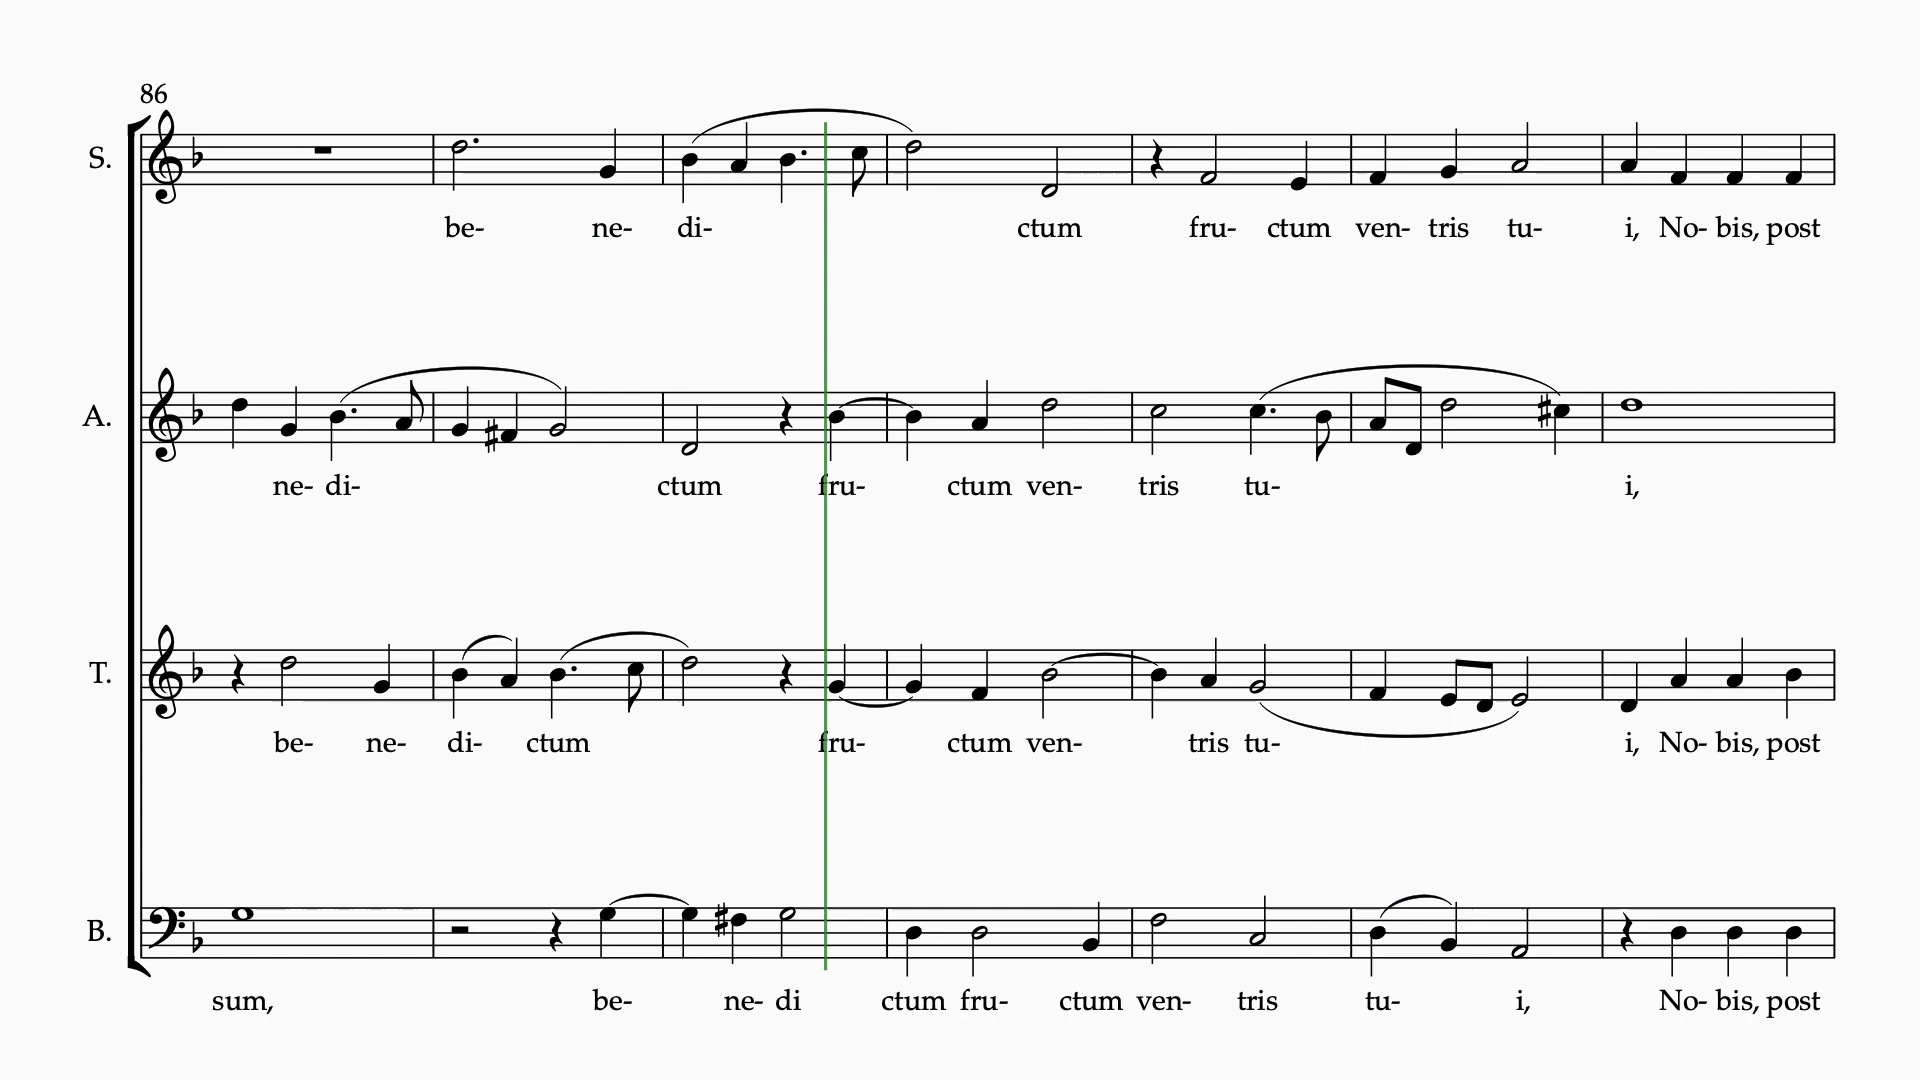 86
S.
be- ne- di- ctum fru- ctum ven- tris tu- i, No- bis, post
A.
ne- di- ctum fru- ctum ven- tris tu- i,
T.
be- ne- di- ctum fru- ctum ven- tris tu- i, No- bis, post
B.
sum, be- ne- di ctum fru- ctum ven- tris tu- i, No- bis, post